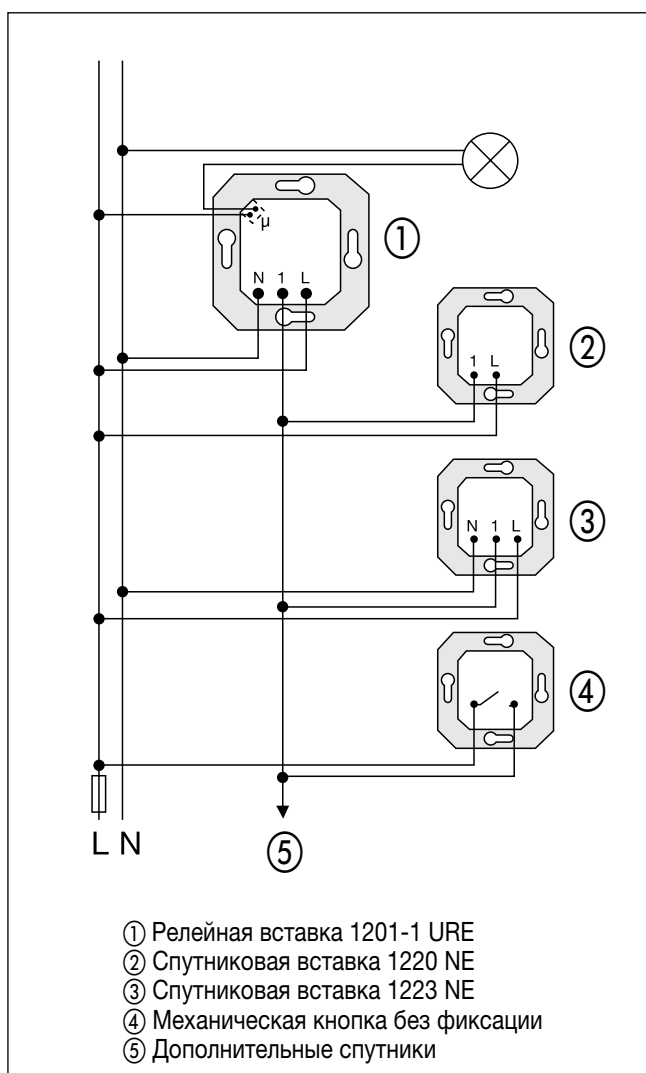 ①
μ
N 1 L
②
1 L
③
N 1 L
④
L N
⑤
① Релейная вставка 1201-1 URE
② Спутниковая вставка 1220 NE
③ Спутниковая вставка 1223 NE
④ Механическая кнопка без фиксации
⑤ Дополнительные спутники